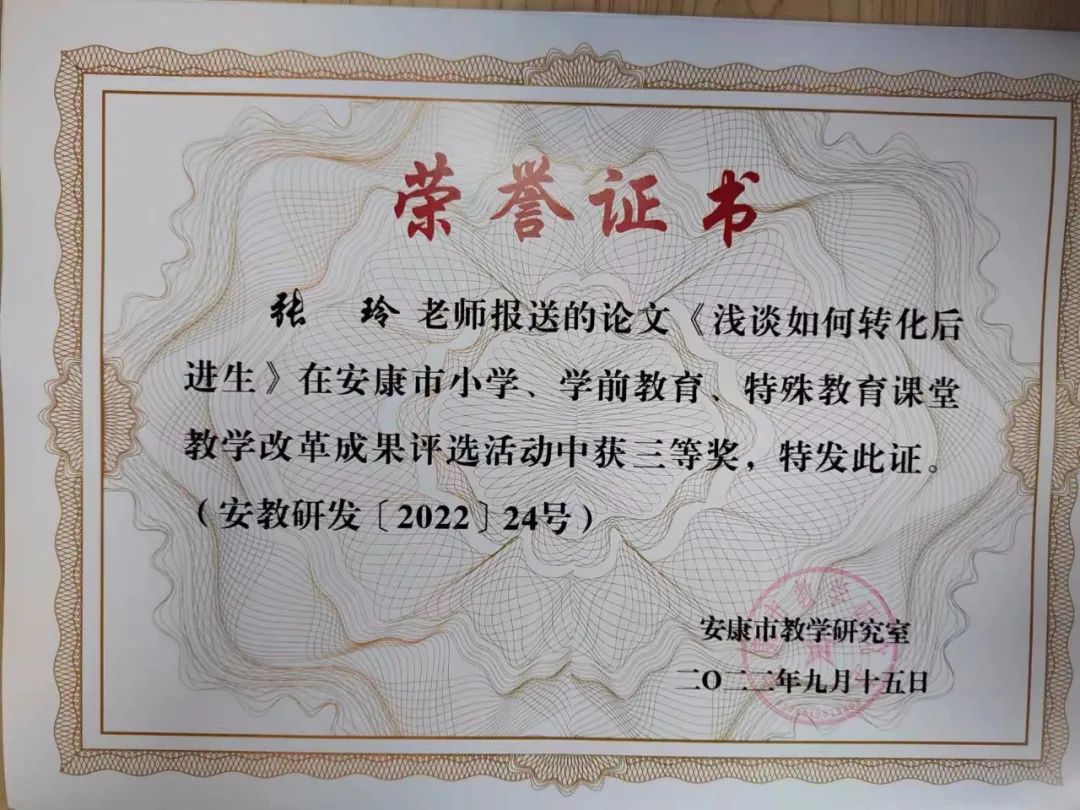 荣誉证书
张 玲 老师报送的论文《浅谈如何转化后
进生》在安康市小学、学前教育、特殊教育课堂
教学改革成果评选活动中获三等奖，特发此证。
（安教研发〔2022〕24号）
安康市教学研究室
二〇二二年九月十五日